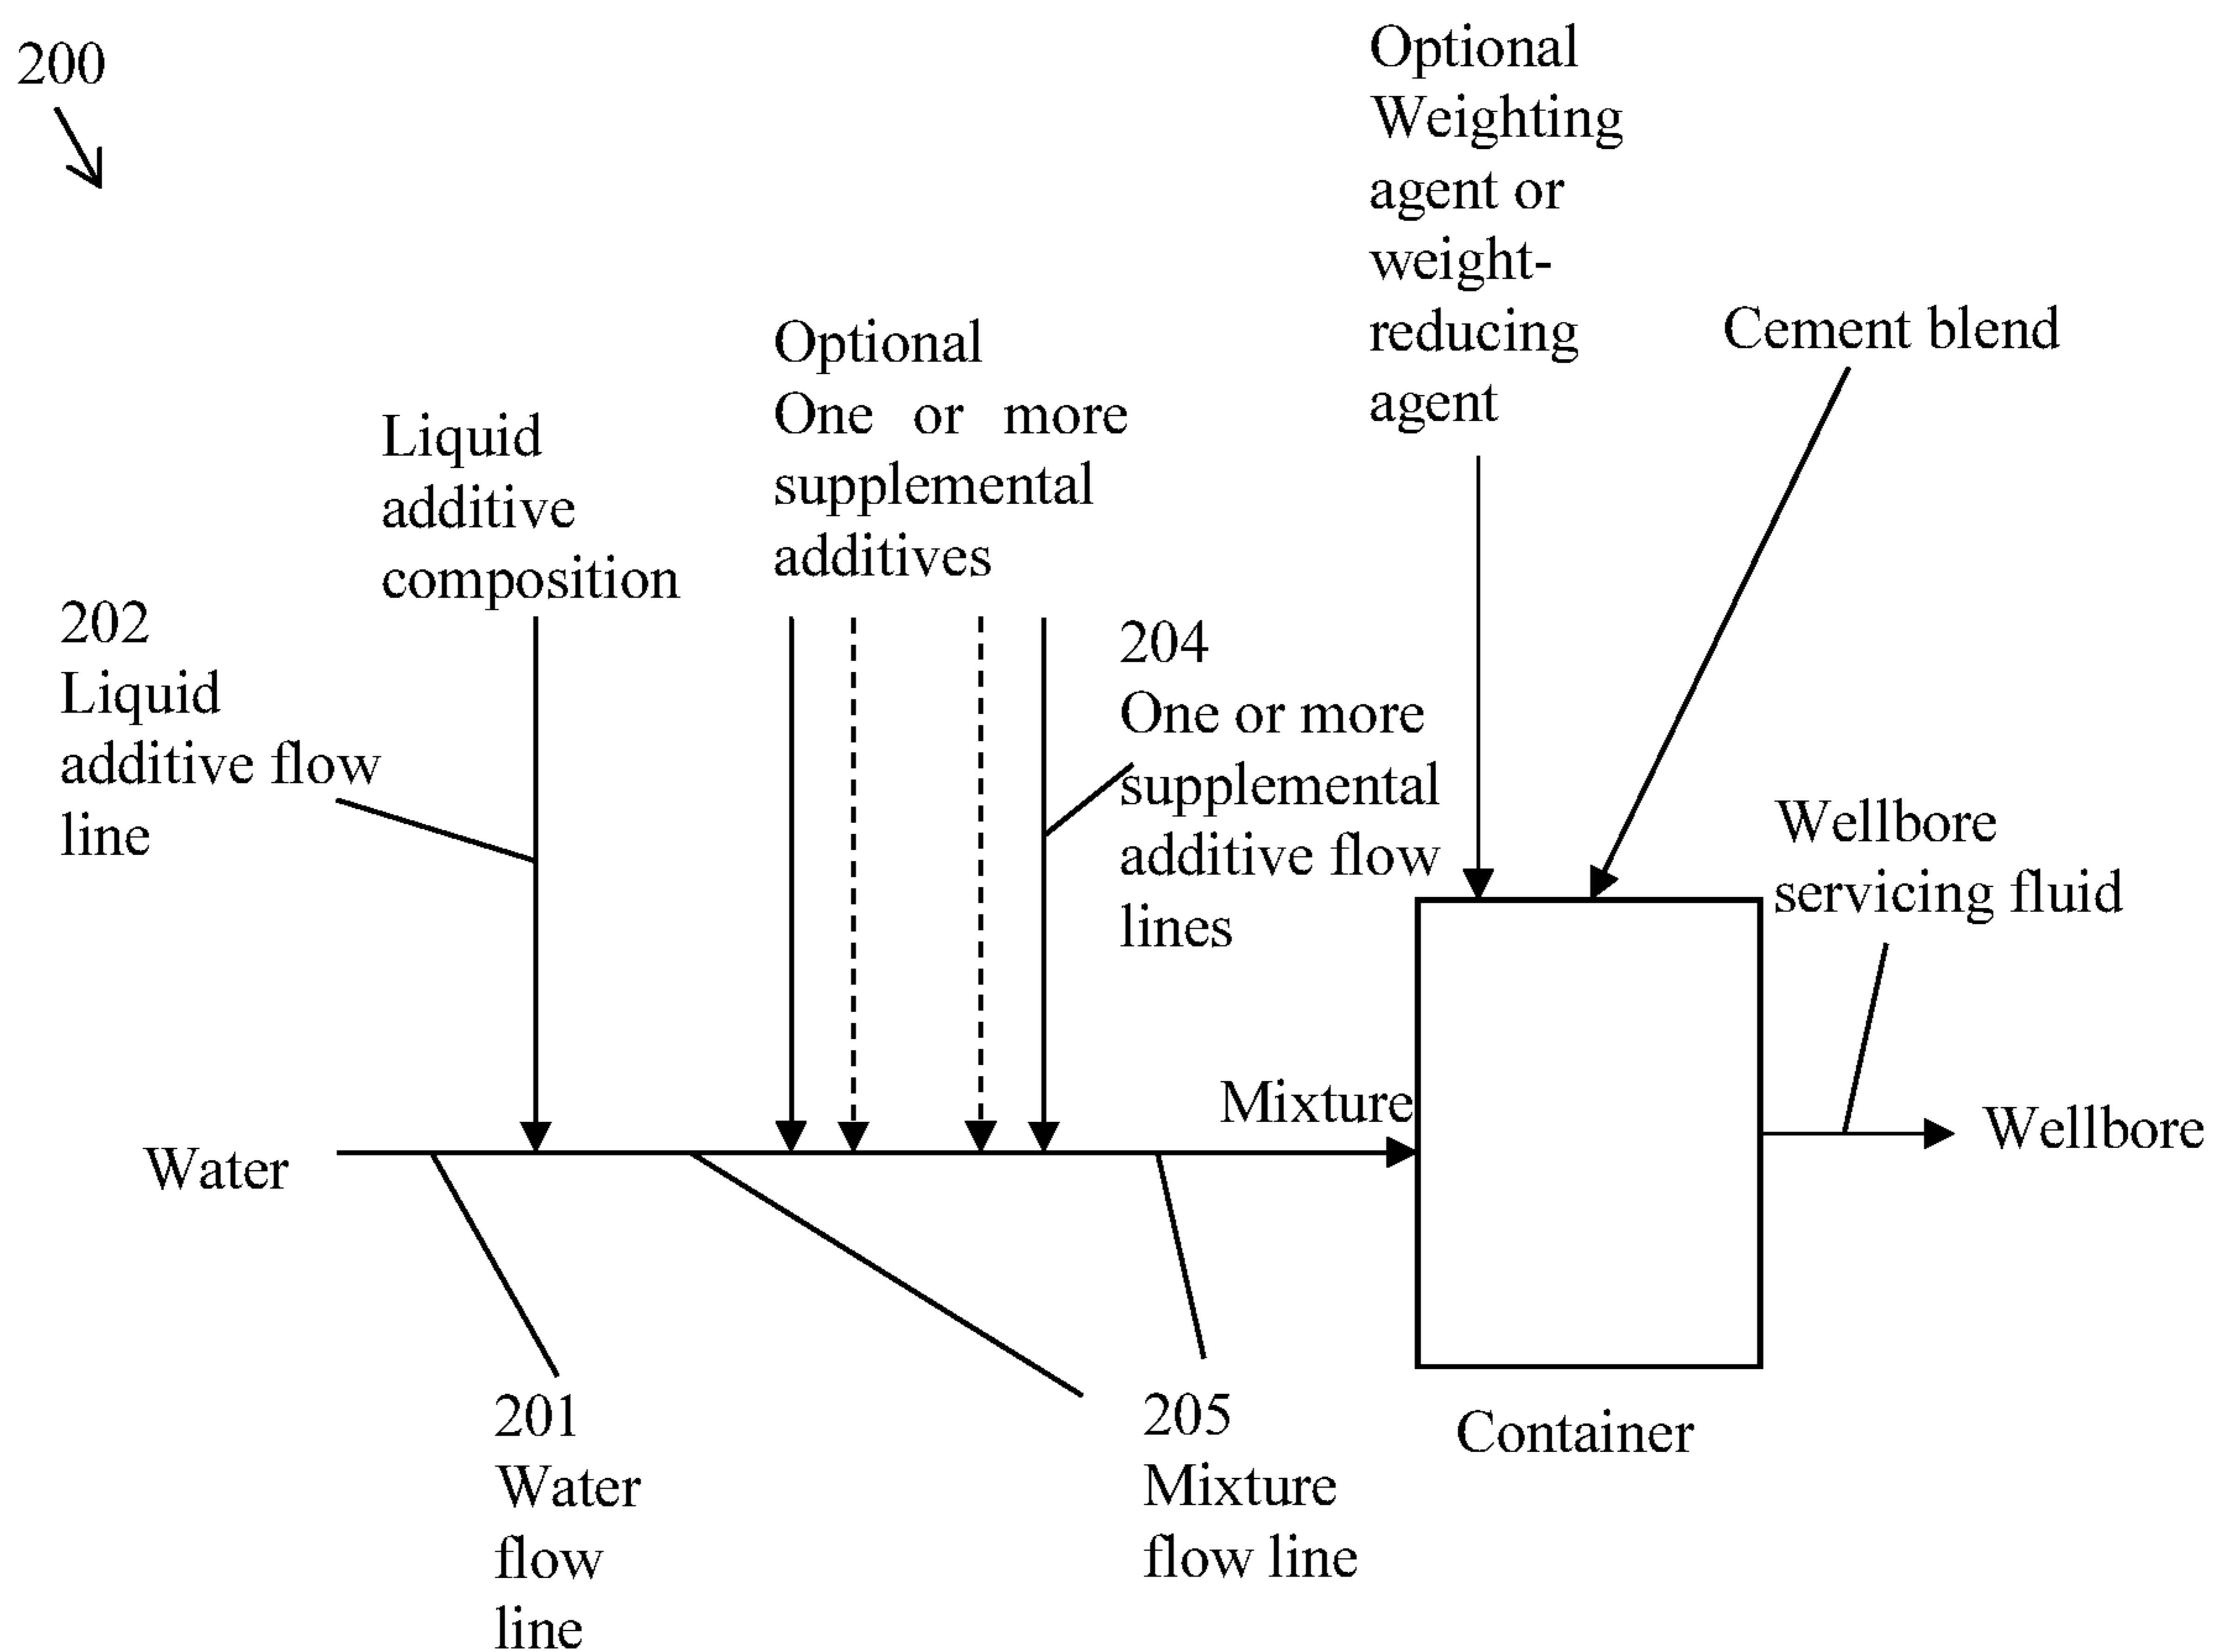 200
Optional
Weighting
agent or
weight-
reducing
agent
Cement blend
Optional
One or more
supplemental
additives
Liquid
additive
composition
202
Liquid
additive flow
line
204
One or more
supplemental
additive flow
lines
Wellbore
servicing fluid
Mixture
Water
Wellbore
201
Water
flow
line
205
Mixture
flow line
Container